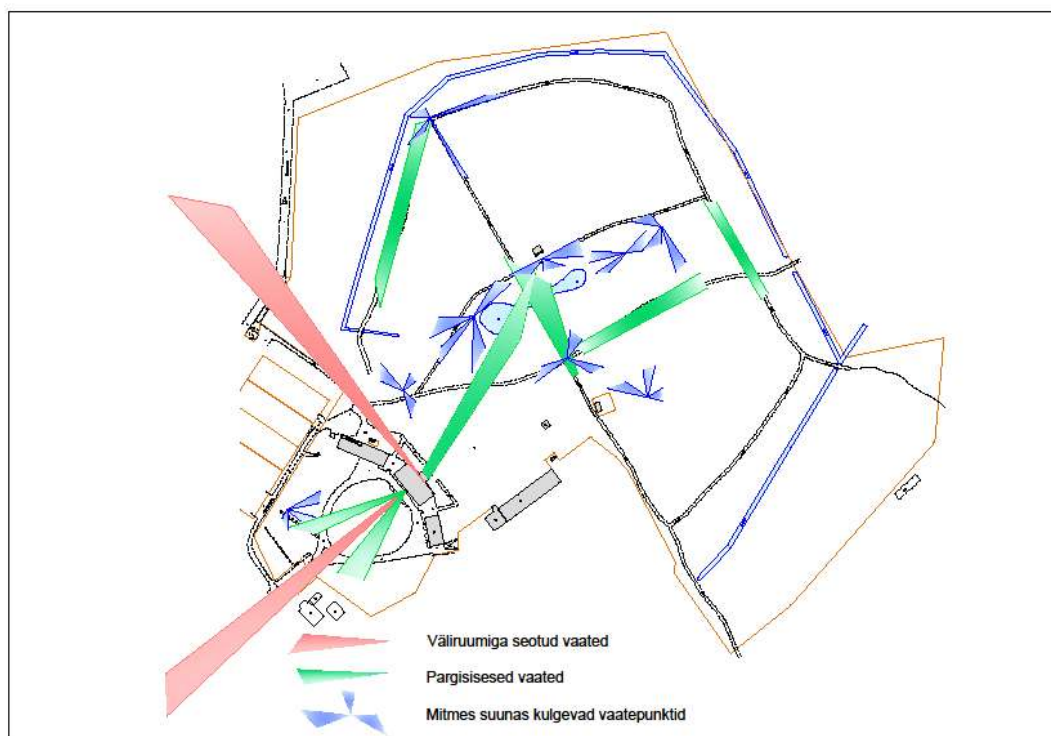 Väliruumiga seotud vaated
Pargisisesed vaated
Mitmes suunas kulgevad vaatepunktid